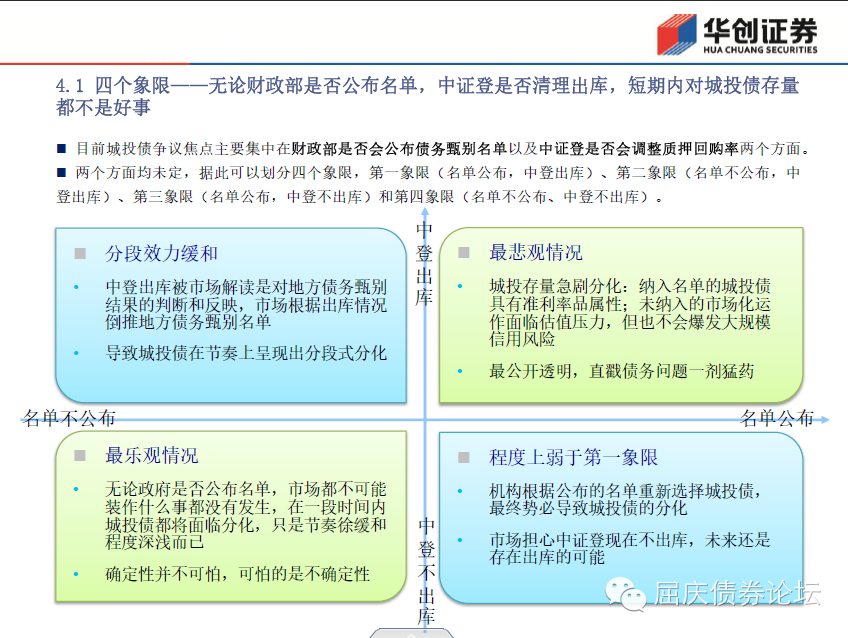 华创证券
HUA CHUANG SECURITIES
4.1 四个象限——无论财政部是否公布名单，中证登是否清理出库，短期内对城投债存量
都不是好事
■ 目前城投债争议焦点主要集中在财政部是否会公布债务甄别名单以及中证登是否会调整质押回购率两个方面。
■ 两个方面均未定，据此可以划分四个象限，第一象限（名单公布，中登出库）、第二象限（名单不公布，中
登出库）、第三象限（名单公布，中登不出库）和第四象限（名单不公布、中登不出库）。
中
登
出
库
■ 分段效力缓和
• 中登出库被市场解读是对地方债务甄别
结果的判断和反映，市场根据出库情况
倒推地方债务甄别名单
• 导致城投债在节奏上呈现出分段式分化
■ 最悲观情况
• 城投存量急剧分化：纳入名单的城投债
具有准利率品属性；未纳入的市场化运
作面临估值压力，但也不会爆发大规模
信用风险
• 最公开透明，直戳债务问题一剂猛药
名单不公布
名单公布
■ 最乐观情况
• 无论政府是否公布名单，市场都不可能
装作什么事都没有发生，在一段时间内
城投债都将面临分化，只是节奏徐缓和
程度深浅而已
• 确定性并不可怕，可怕的是不确定性
■ 程度上弱于第一象限
• 机构根据公布的名单重新选择城投债，
最终势必导致城投债的分化
• 市场担心中证登现在不出库，未来还是
存在出库的可能
中
登
不
出
库
屈庆债券论坛